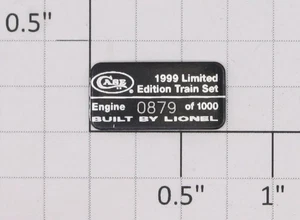 0.5"
CASE XX
1999 Limited
Edition Train Set
Engine 0879 of 1000
BUILT BY LIONEL
0.5" 1"